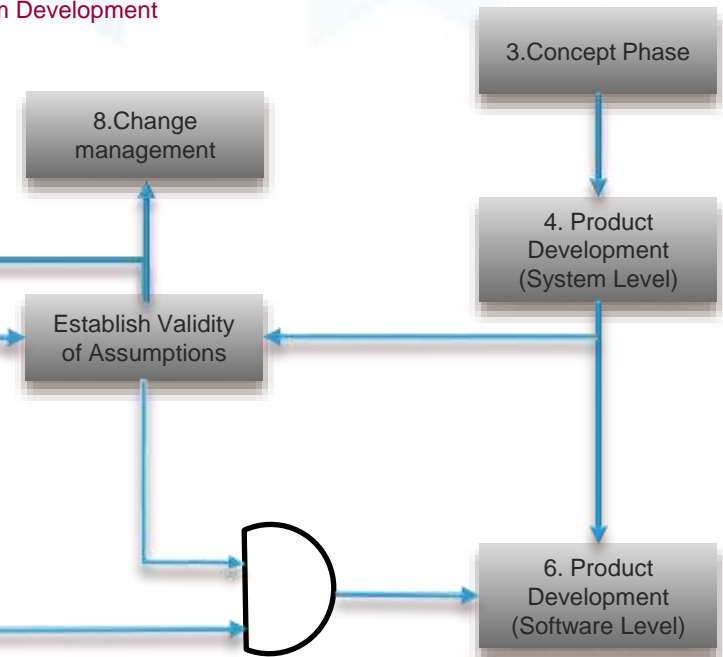 Development
3.Concept Phase
8.Change
management
4. Product
Development
(System Level)
Establish Validity
of Assumptions
6. Product
Development
(Software Level)